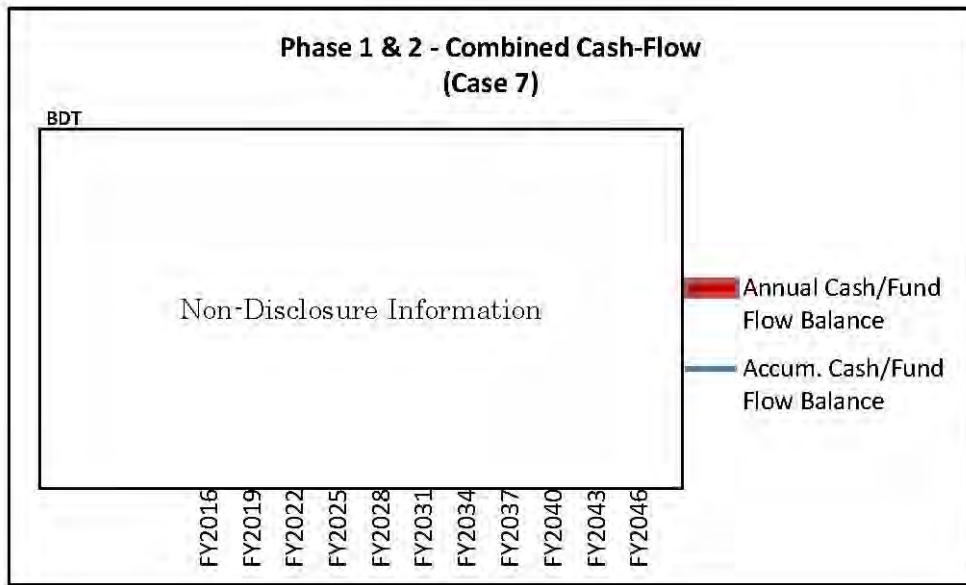 Phase 1 & 2 - Combined Cash-Flow
(Case 7)
BDT
Non-Disclosure Information
Annual Cash/Fund
Flow Balance
Accum. Cash/Fund
Flow Balance
FY2016
FY2019
FY2022
FY2025
FY2028
FY2031
FY2034
FY2037
FY2040
FY2043
FY2046